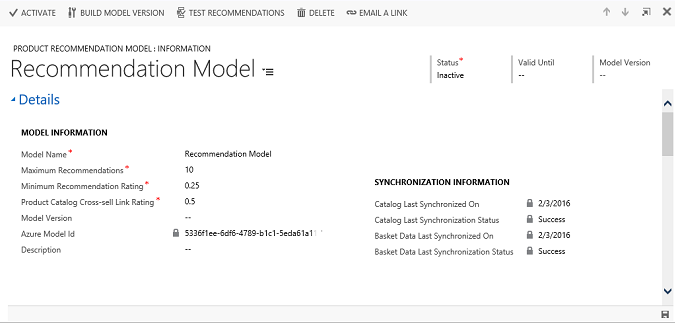 ACTIVATE BUILD MODEL VERSION TEST RECOMMENDATIONS DELETE EMAIL A LINK
PRODUCT RECOMMENDATION MODEL : INFORMATION
Recommendation Model
Status* Valid Until Model Version
Inactive -- --
Details
MODEL INFORMATION
Model Name* Recommendation Model
Maximum Recommendations* 10
Minimum Recommendation Rating* 0.25
Product Catalog Cross-sell Link Rating* 0.5
Model Version --
Azure Model Id 5336f1ee-6df6-4789-b1c1-5eda61a1
Description --
SYNCHRONIZATION INFORMATION
Catalog Last Synchronized On 2/3/2016
Catalog Last Synchronization Status Success
Basket Data Last Synchronized On 2/3/2016
Basket Data Last Synchronization Status Success